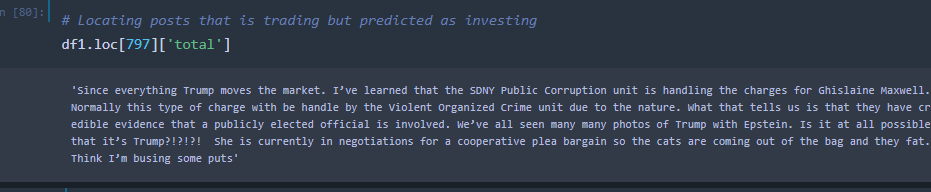 n [80]:
# Locating posts that is trading but predicted as investing
df1.loc[797]['total']
'Since everything Trump moves the market. I’ve learned that the SDNY Public Corruption unit is handling the charges for Ghislaine Maxwell.
Normally this type of charge with be handle by the Violent Organized Crime unit due to the nature. What that tells us is that they have cr
edible evidence that a publicly elected official is involved. We’ve all seen many many photos of Trump with Epstein. Is it at all possible
that it’s Trump?!?!?!  She is currently in negotiations for a cooperative plea bargain so the cats are coming out of the bag and they fat.
Think I’m busing some puts'